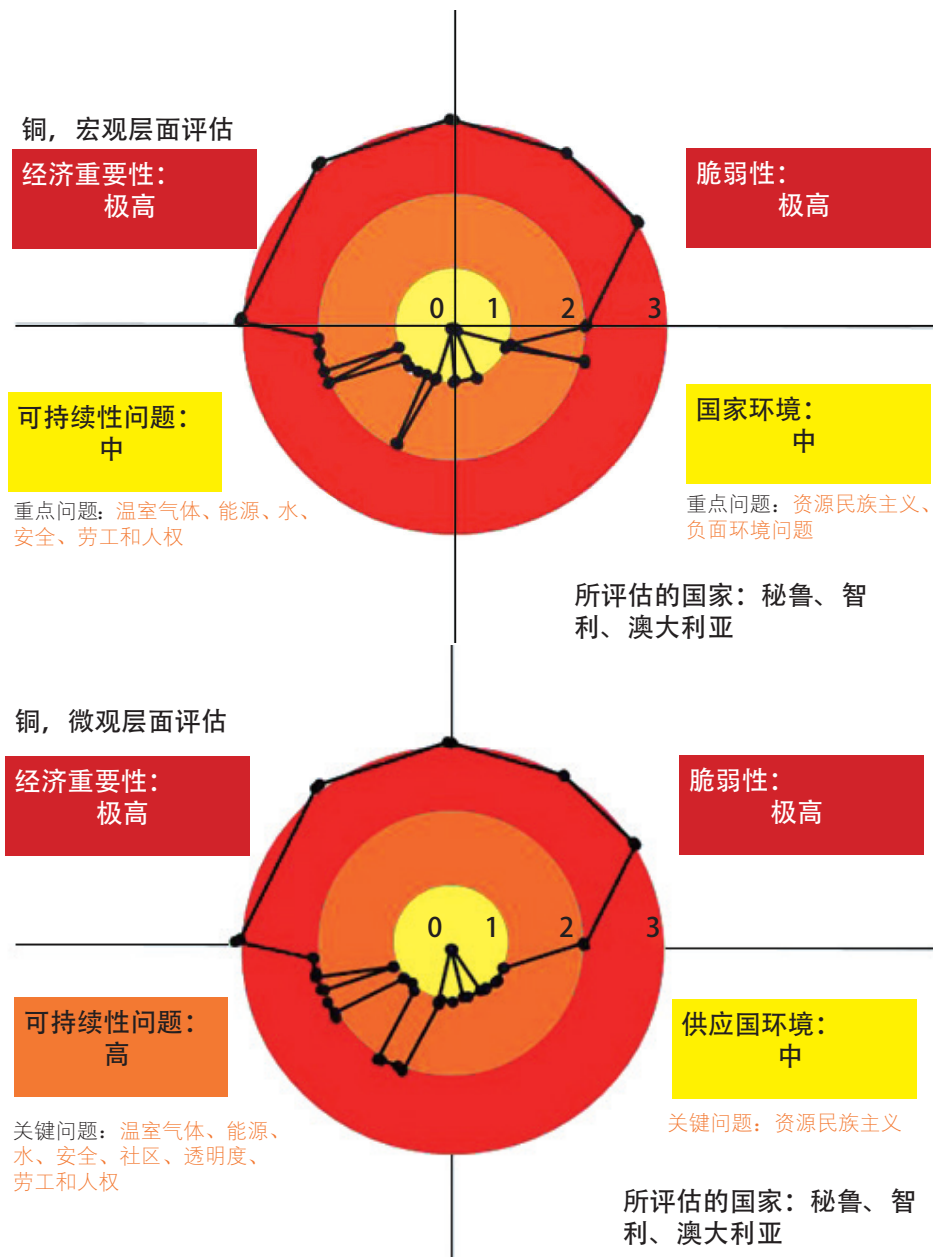 铜，宏观层面评估
经济重要性：
极高
脆弱性：
极高
0 1 2 3
可持续性问题：
中
国家环境：
中
重点问题：温室气体、能源、水、
安全、劳工和人权
重点问题：资源民族主义、
负面环境问题
所评估的国家：秘鲁、智
利、澳大利亚
铜，微观层面评估
经济重要性：
极高
脆弱性：
极高
0 1 2 3
可持续性问题：
高
供应国环境：
中
关键问题：温室气体、能源、
水、安全、社区、透明度、
劳工和人权
关键问题：资源民族主义
所评估的国家：秘鲁、智
利、澳大利亚